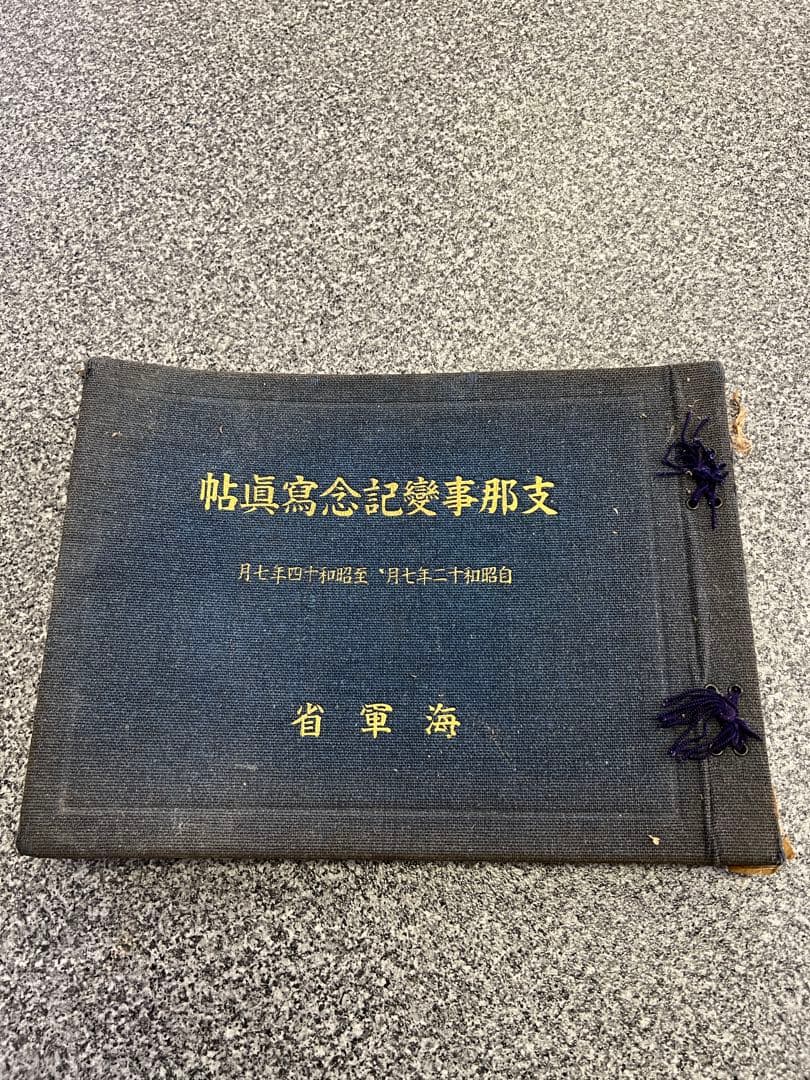 支那事變記念寫眞帖
自昭和十二年七月、至昭和十四年七月
海軍省